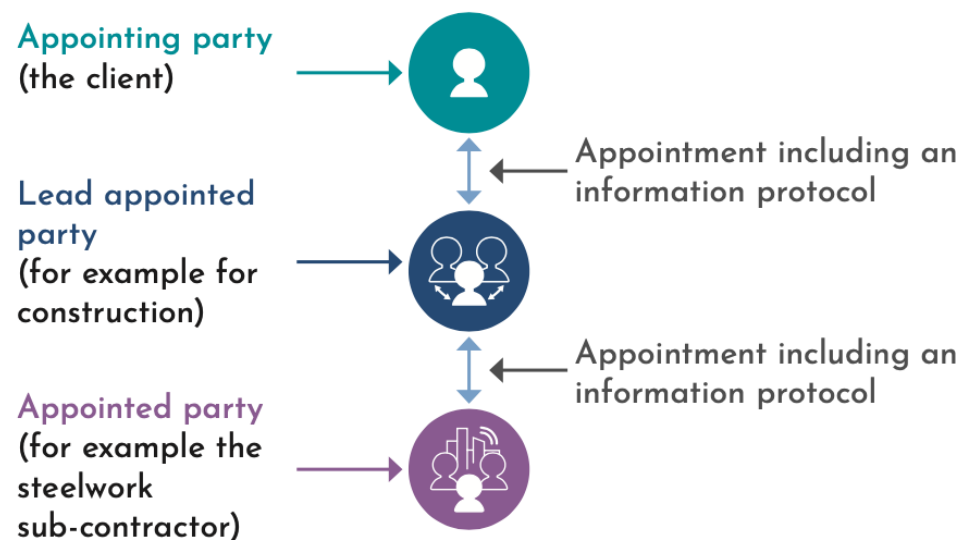 Appointing party
(the client)
Appointment including an
information protocol
Lead appointed
party
(for example for
construction)
Appointment including an
information protocol
Appointed party
(for example the
steelwork
sub-contractor)